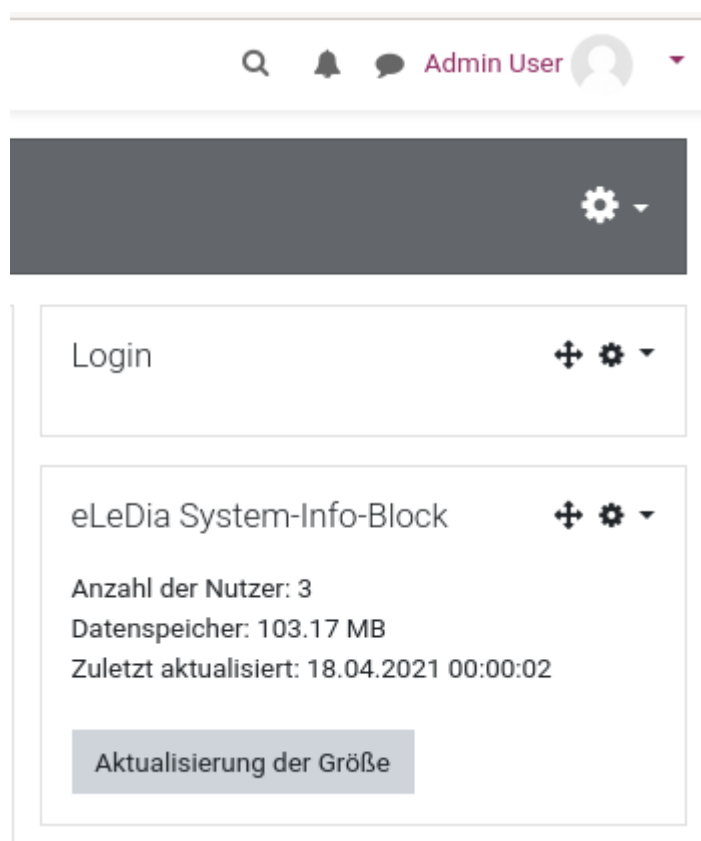 Admin User
Login
eLeDia System-Info-Block
Anzahl der Nutzer: 3
Datenspeicher: 103.17 MB
Zuletzt aktualisiert: 18.04.2021 00:00:02
Aktualisierung der Größe